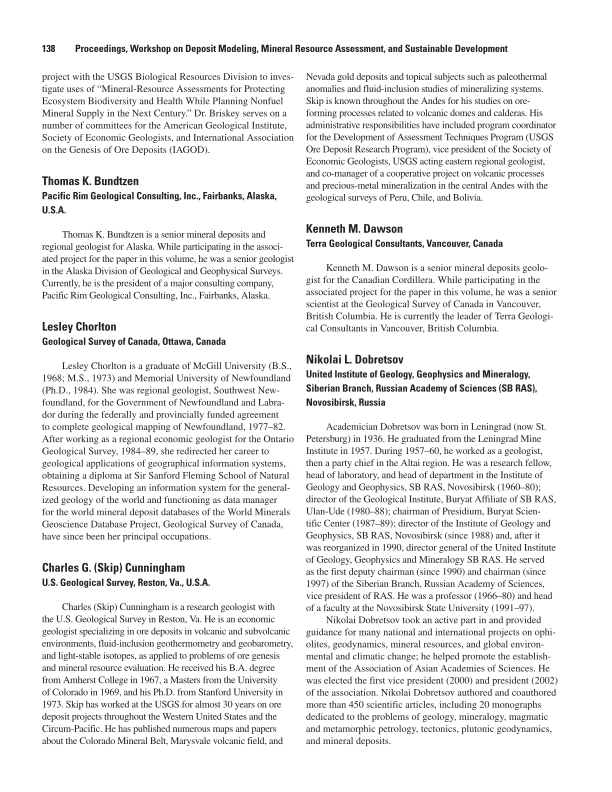 138 Proceedings, Workshop on Deposit Modeling, Mineral Resource Assessment, and Sustainable Development
project with the USGS Biological Resources Division to inves-
tigate uses of “Mineral-Resource Assessments for Protecting
Ecosystem Biodiversity and Health While Planning Nonfuel
Mineral Supply in the Next Century.” Dr. Briskey serves on a
number of committees for the American Geological Institute,
Society of Economic Geologists, and International Association
on the Genesis of Ore Deposits (IAGOD).
Thomas K. Bundtzen
Pacific Rim Geological Consulting, Inc., Fairbanks, Alaska,
U.S.A.
Thomas K. Bundtzen is a senior mineral deposits and
regional geologist for Alaska. While participating in the associ-
ated project for the paper in this volume, he was a senior geologist
in the Alaska Division of Geological and Geophysical Surveys.
Currently, he is the president of a major consulting company,
Pacific Rim Geological Consulting, Inc., Fairbanks, Alaska.
Lesley Chorlton
Geological Survey of Canada, Ottawa, Canada
Lesley Chorlton is a graduate of McGill University (B.S.,
1968; M.S., 1973) and Memorial University of Newfoundland
(Ph.D., 1984). She was regional geologist, Southwest New-
foundland, for the Government of Newfoundland and Labra-
dor during the federally and provincially funded agreement
to complete geological mapping of Newfoundland, 1977–82.
After working as a regional economic geologist for the Ontario
Geological Survey, 1984–89, she redirected her career to
geological applications of geographical information systems,
obtaining a diploma at Sir Sanford Fleming School of Natural
Resources. Developing an information system for the general-
ized geology of the world and functioning as data manager
for the world mineral deposit databases of the World Minerals
Geoscience Database Project, Geological Survey of Canada,
have since been her principal occupations.
Charles G. (Skip) Cunningham
U.S. Geological Survey, Reston, Va., U.S.A.
Charles (Skip) Cunningham is a research geologist with
the U.S. Geological Survey in Reston, Va. He is an economic
geologist specializing in ore deposits in volcanic and subvolcanic
environments, fluid-inclusion geothermometry and geobarometry,
and light-stable isotopes, as applied to problems of ore genesis
and mineral resource evaluation. He received his B.A. degree
from Amherst College in 1967, a Masters from the University
of Colorado in 1969, and his Ph.D. from Stanford University in
1973. Skip has worked at the USGS for almost 30 years on ore
deposit projects throughout the Western United States and the
Circum-Pacific. He has published numerous maps and papers
about the Colorado Mineral Belt, Marysvale volcanic field, and
Nevada gold deposits and topical subjects such as paleothermal
anomalies and fluid-inclusion studies of mineralizing systems.
Skip is known throughout the Andes for his studies on ore-
forming processes related to volcanic domes and calderas. His
administrative responsibilities have included program coordinator
for the Development of Assessment Techniques Program (USGS
Ore Deposit Research Program), vice president of the Society of
Economic Geologists, USGS acting eastern regional geologist,
and co-manager of a cooperative project on volcanic processes
and precious-metal mineralization in the central Andes with the
geological surveys of Peru, Chile, and Bolivia.
Kenneth M. Dawson
Terra Geological Consultants, Vancouver, Canada
Kenneth M. Dawson is a senior mineral deposits geolo-
gist for the Canadian Cordillera. While participating in the
associated project for the paper in this volume, he was a senior
scientist at the Geological Survey of Canada in Vancouver,
British Columbia. He is currently the leader of Terra Geologi-
cal Consultants in Vancouver, British Columbia.
Nikolai L. Dobretsov
United Institute of Geology, Geophysics and Mineralogy,
Siberian Branch, Russian Academy of Sciences (SB RAS),
Novosibirsk, Russia
Academician Dobretsov was born in Leningrad (now St.
Petersburg) in 1936. He graduated from the Leningrad Mine
Institute in 1957. During 1957–60, he worked as a geologist,
then a party chief in the Altai region. He was a research fellow,
head of laboratory, and head of department in the Institute of
Geology and Geophysics, SB RAS, Novosibirsk (1960–80);
director of the Geological Institute, Buryat Affiliate of SB RAS,
Ulan-Ude (1980–88); chairman of Presidium, Buryat Scien-
tific Center (1987–89); director of the Institute of Geology and
Geophysics, SB RAS, Novosibirsk (since 1988) and, after it
was reorganized in 1990, director general of the United Institute
of Geology, Geophysics and Mineralogy SB RAS. He served
as the first deputy chairman (since 1990) and chairman (since
1997) of the Siberian Branch, Russian Academy of Sciences,
vice president of RAS. He was a professor (1966–80) and head
of a faculty at the Novosibirsk State University (1991–97).
Nikolai Dobretsov took an active part in and provided
guidance for many national and international projects on ophi-
olites, geodynamics, mineral resources, and global environ-
mental and climatic change; he helped promote the establish-
ment of the Association of Asian Academies of Sciences. He
was elected the first vice president (2000) and president (2002)
of the association. Nikolai Dobretsov authored and coauthored
more than 450 scientific articles, including 20 monographs
dedicated to the problems of geology, mineralogy, magmatic
and metamorphic petrology, tectonics, plutonic geodynamics,
and mineral deposits.